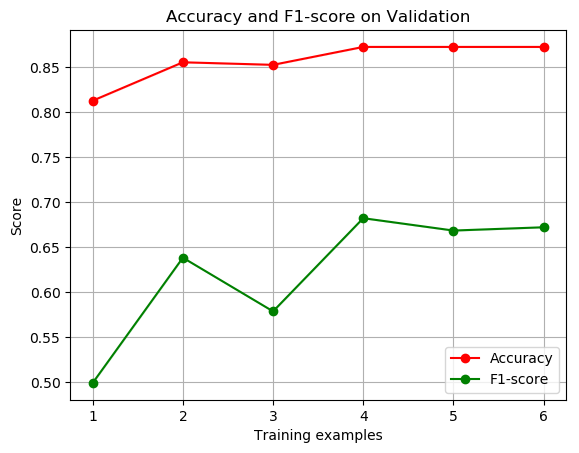 Accuracy and F1-score on Validation
Score
0.85
0.80
0.75
0.70
0.65
0.60
0.55
0.50
1 2 3 4 5 6
Training examples
Accuracy
F1-score